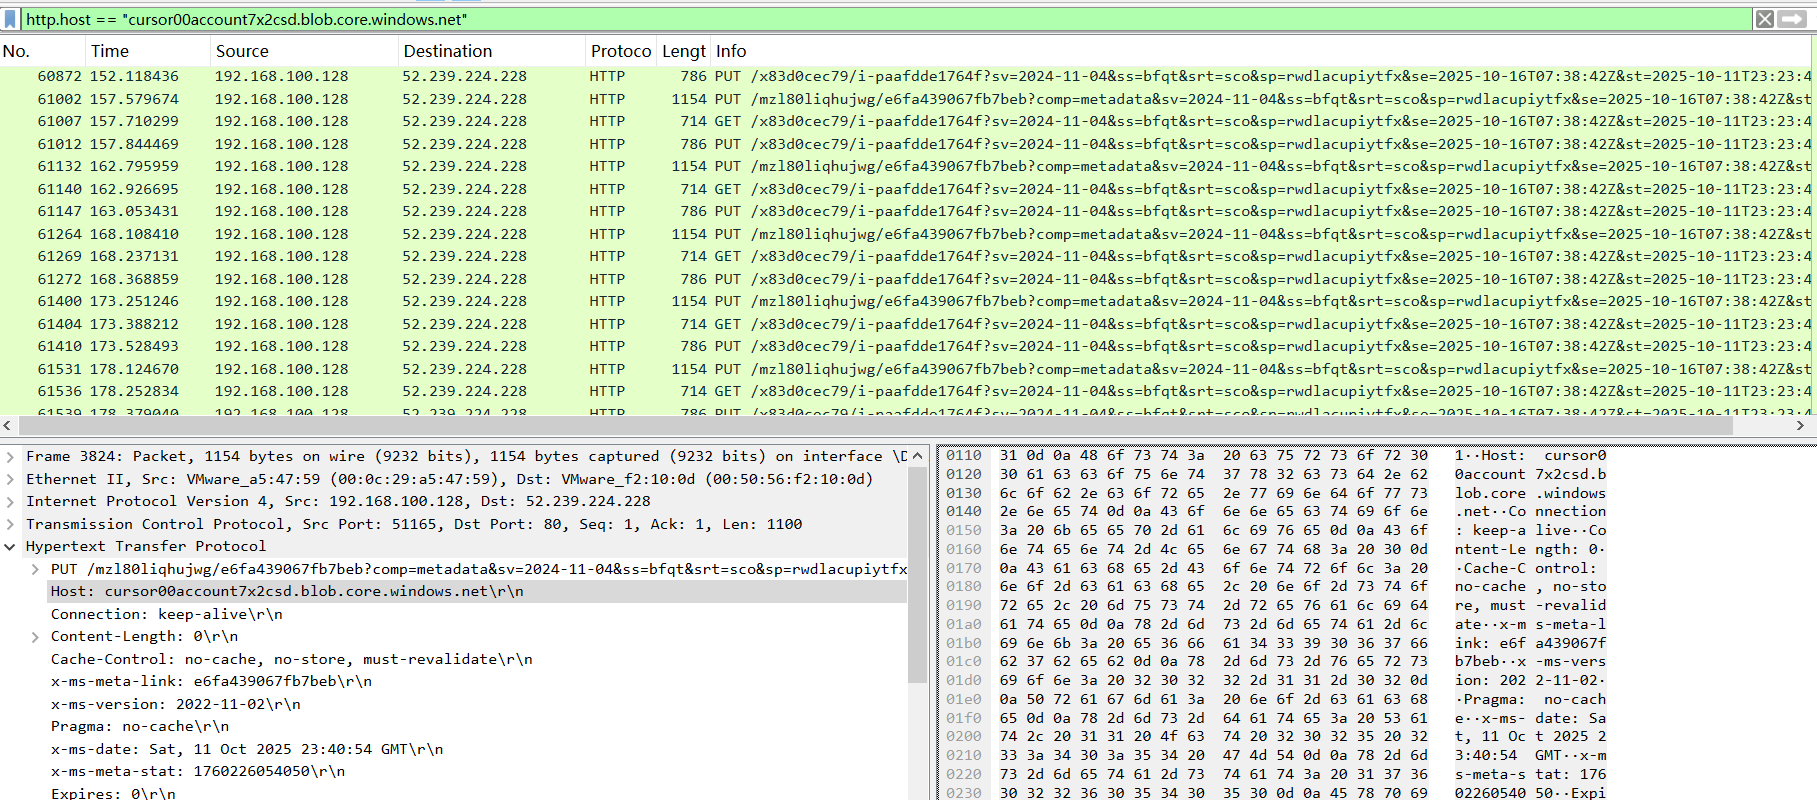 http.host == "cursor00account7x2csd.blob.core.windows.net"
No. Time Source Destination Protoco Lengt Info
60872 152.118436 192.168.100.128 52.239.224.228 HTTP 786 PUT /x83d0cec79/i-paafdde1764f?sv=2024-11-04&ss=bfqt&srt=sco&sp=rwdlacupiytfx&se=2025-10-16T07:38:42Z&st=2025-10-11T23:23:4
61002 157.579674 192.168.100.128 52.239.224.228 HTTP 1154 PUT /mzl80liqhujwg/e6fa439067fb7beb?comp=metadata&sv=2024-11-04&ss=bfqt&srt=sco&sp=rwdlacupiytfx&se=2025-10-16T07:38:42Z&st
61007 157.710299 192.168.100.128 52.239.224.228 HTTP 714 GET /x83d0cec79/i-paafdde1764f?sv=2024-11-04&ss=bfqt&srt=sco&sp=rwdlacupiytfx&se=2025-10-16T07:38:42Z&st=2025-10-11T23:23:4
61012 157.844469 192.168.100.128 52.239.224.228 HTTP 786 PUT /x83d0cec79/i-paafdde1764f?sv=2024-11-04&ss=bfqt&srt=sco&sp=rwdlacupiytfx&se=2025-10-16T07:38:42Z&st=2025-10-11T23:23:4
61132 162.795959 192.168.100.128 52.239.224.228 HTTP 1154 PUT /mzl80liqhujwg/e6fa439067fb7beb?comp=metadata&sv=2024-11-04&ss=bfqt&srt=sco&sp=rwdlacupiytfx&se=2025-10-16T07:38:42Z&st
61140 162.926695 192.168.100.128 52.239.224.228 HTTP 714 GET /x83d0cec79/i-paafdde1764f?sv=2024-11-04&ss=bfqt&srt=sco&sp=rwdlacupiytfx&se=2025-10-16T07:38:42Z&st=2025-10-11T23:23:4
61147 163.053431 192.168.100.128 52.239.224.228 HTTP 786 PUT /x83d0cec79/i-paafdde1764f?sv=2024-11-04&ss=bfqt&srt=sco&sp=rwdlacupiytfx&se=2025-10-16T07:38:42Z&st=2025-10-11T23:23:4
61264 168.108410 192.168.100.128 52.239.224.228 HTTP 1154 PUT /mzl80liqhujwg/e6fa439067fb7beb?comp=metadata&sv=2024-11-04&ss=bfqt&srt=sco&sp=rwdlacupiytfx&se=2025-10-16T07:38:42Z&st
61269 168.237131 192.168.100.128 52.239.224.228 HTTP 714 GET /x83d0cec79/i-paafdde1764f?sv=2024-11-04&ss=bfqt&srt=sco&sp=rwdlacupiytfx&se=2025-10-16T07:38:42Z&st=2025-10-11T23:23:4
61272 168.368859 192.168.100.128 52.239.224.228 HTTP 786 PUT /x83d0cec79/i-paafdde1764f?sv=2024-11-04&ss=bfqt&srt=sco&sp=rwdlacupiytfx&se=2025-10-16T07:38:42Z&st=2025-10-11T23:23:4
61400 173.251246 192.168.100.128 52.239.224.228 HTTP 1154 PUT /mzl80liqhujwg/e6fa439067fb7beb?comp=metadata&sv=2024-11-04&ss=bfqt&srt=sco&sp=rwdlacupiytfx&se=2025-10-16T07:38:42Z&st
61404 173.388212 192.168.100.128 52.239.224.228 HTTP 714 GET /x83d0cec79/i-paafdde1764f?sv=2024-11-04&ss=bfqt&srt=sco&sp=rwdlacupiytfx&se=2025-10-16T07:38:42Z&st=2025-10-11T23:23:4
61410 173.528493 192.168.100.128 52.239.224.228 HTTP 786 PUT /x83d0cec79/i-paafdde1764f?sv=2024-11-04&ss=bfqt&srt=sco&sp=rwdlacupiytfx&se=2025-10-16T07:38:42Z&st=2025-10-11T23:23:4
61531 178.124670 192.168.100.128 52.239.224.228 HTTP 1154 PUT /mzl80liqhujwg/e6fa439067fb7beb?comp=metadata&sv=2024-11-04&ss=bfqt&srt=sco&sp=rwdlacupiytfx&se=2025-10-16T07:38:42Z&st
61536 178.252834 192.168.100.128 52.239.224.228 HTTP 714 GET /x83d0cec79/i-paafdde1764f?sv=2024-11-04&ss=bfqt&srt=sco&sp=rwdlacupiytfx&se=2025-10-16T07:38:42Z&st=2025-10-11T23:23:4
61539 178.379040 192.168.100.128 52.239.224.228 HTTP 786 PUT /x83d0cec79/i-paafdde1764f?sv=2024-11-04&ss=bfqt&srt=sco&sp=rwdlacupiytfx&se=2025-10-16T07:38:42Z&st=2025-10-11T23:23:4
Frame 3824: Packet, 1154 bytes on wire (9232 bits), 1154 bytes captured (9232 bits) on interface \D
Ethernet II, Src: VMware_a5:47:59 (00:0c:29:a5:47:59), Dst: VMware_f2:10:0d (00:50:56:f2:10:0d)
Internet Protocol Version 4, Src: 192.168.100.128, Dst: 52.239.224.228
Transmission Control Protocol, Src Port: 51165, Dst Port: 80, Seq: 1, Ack: 1, Len: 1100
Hypertext Transfer Protocol
PUT /mzl80liqhujwg/e6fa439067fb7beb?comp=metadata&sv=2024-11-04&ss=bfqt&srt=sco&sp=rwdlacupiytfx
Host: cursor00account7x2csd.blob.core.windows.net\r\n
Connection: keep-alive\r\n
Content-Length: 0\r\n
Cache-Control: no-cache, no-store, must-revalidate\r\n
x-ms-meta-link: e6fa439067fb7beb\r\n
x-ms-version: 2022-11-02\r\n
Pragma: no-cache\r\n
x-ms-date: Sat, 11 Oct 2025 23:40:54 GMT\r\n
x-ms-meta-stat: 1760226054050\r\n
Expires: 0\r\n
0110 31 0d 0a 48 6f 73 74 3a 20 63 75 72 73 6f 72 30 1··Host: cursor0
0120 30 61 63 63 6f 75 6e 74 37 78 32 63 73 64 2e 62 0account 7x2csd.b
0130 6c 6f 62 2e 63 6f 72 65 2e 77 69 6e 64 6f 77 73 lob.core .windows
0140 2e 6e 65 74 0d 0a 43 6f 6e 6e 65 63 74 69 6f 6e .net··Co nnection
0150 3a 20 6b 65 65 70 2d 61 6c 69 76 65 0d 0a 43 6f : keep-a live··Co
0160 6e 74 65 6e 74 2d 4c 65 6e 67 74 68 3a 20 30 0d ntent-Le ngth: 0·
0170 0a 43 61 63 68 65 2d 43 6f 6e 74 72 6f 6c 3a 20 ·Cache-C ontrol:
0180 6e 6f 2d 63 61 63 68 65 2c 20 6e 6f 2d 73 74 6f no-cache , no-sto
0190 72 65 2c 20 6d 75 73 74 2d 72 65 76 61 6c 69 64 re, must -revalid
01a0 61 74 65 0d 0a 78 2d 6d 73 2d 6d 65 74 61 2d 6c ate··x-m s-meta-l
01b0 69 6e 6b 3a 20 65 36 66 61 34 33 39 30 36 37 66 ink: e6f a439067f
01c0 62 37 62 65 62 0d 0a 78 2d 6d 73 2d 76 65 72 73 b7beb··x -ms-vers
01d0 69 6f 6e 3a 20 32 30 32 32 2d 31 31 2d 30 32 0d ion: 202 2-11-02·
01e0 0a 50 72 61 67 6d 61 3a 20 6e 6f 2d 63 61 63 68 ·Pragma: no-cach
01f0 65 0d 0a 78 2d 6d 73 2d 64 61 74 65 3a 20 53 61 e··x-ms- date: Sa
0200 74 2c 20 31 31 20 4f 63 74 20 32 30 32 35 20 32 t, 11 Oc t 2025 2
0210 33 3a 34 30 3a 35 34 20 47 4d 54 0d 0a 78 2d 6d 3:40:54 GMT··x-m
0220 73 2d 6d 65 74 61 2d 73 74 61 74 3a 20 31 37 36 s-meta-s tat: 176
0230 30 32 32 36 30 35 34 30 35 30 0d 0a 45 78 70 69 02260540 50··Expi